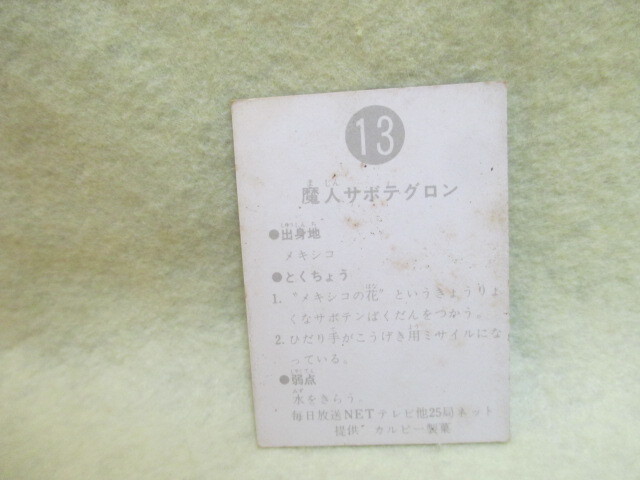 13
魔人サボテグロン
●出身地
メキシコ
●とくちょう
1. "メキシコの花" というきょうりょ
くなサボテンばくだんをつかう。
2. ひだり手がこうげき用ミサイルにな
っている。
●弱点
水をきらう。
毎日放送NETテレビ他25局ネット
提供 カルビー製菓